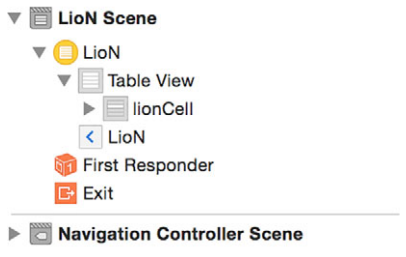 LioN Scene
LioN
Table View
lionCell
LioN
First Responder
Exit
Navigation Controller Scene